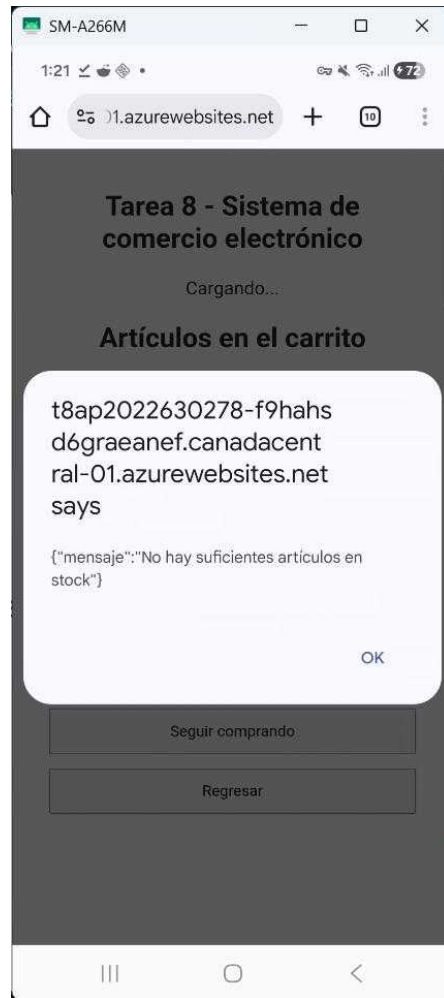 SM-A266M
1:21
72
01.azurewebsites.net
10
Tarea 8 - Sistema de
comercio electrónico
Cargando...
Artículos en el carrito
t8ap2022630278-f9hahs
d6graeanef.canadacent
ral-01.azurewebsites.net
says
{"mensaje":"No hay suficientes artículos en
stock"}
OK
Seguir comprando
Regresar